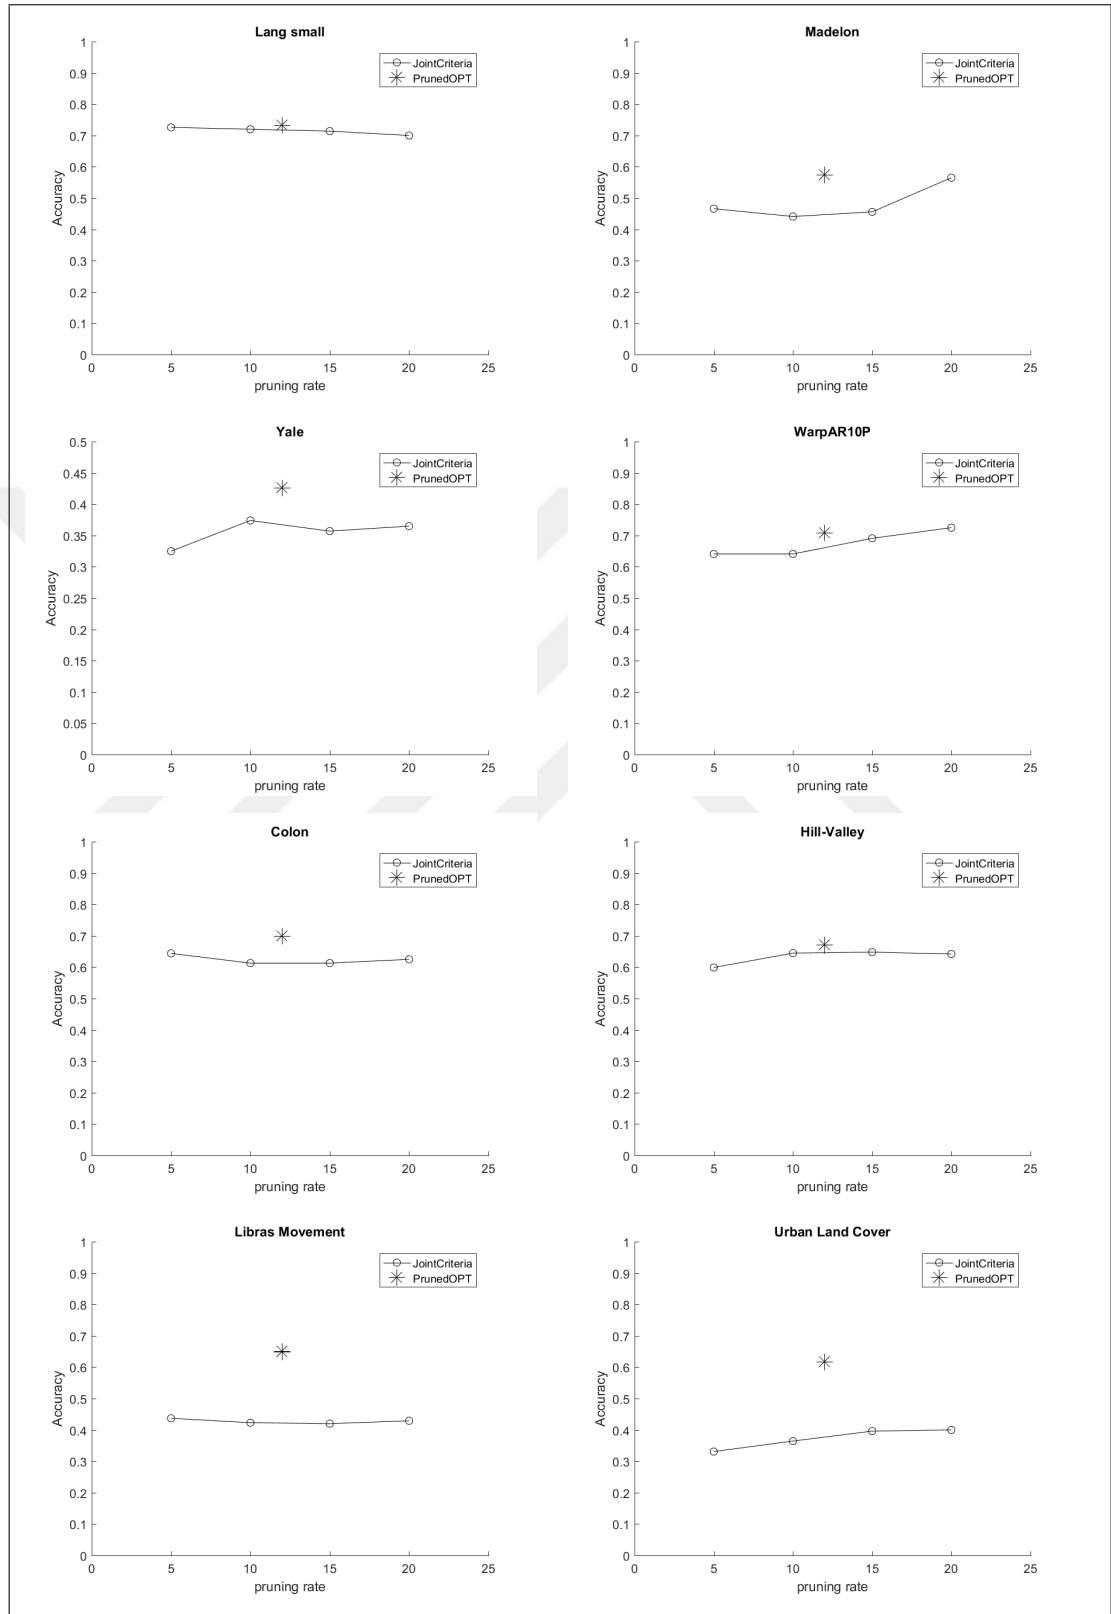 Lang small
1
0.9
0.8
0.7
0.6
0.5
0.4
0.3
0.2
0.1
0
Accuracy
0 5 10 15 20 25
pruning rate
JointCriteria
PrunedOPT
Madelon
1
0.9
0.8
0.7
0.6
0.5
0.4
0.3
0.2
0.1
0
Accuracy
0 5 10 15 20 25
pruning rate
JointCriteria
PrunedOPT
Yale
0.5
0.45
0.4
0.35
0.3
0.25
0.2
0.15
0.1
0.05
0
Accuracy
0 5 10 15 20 25
pruning rate
JointCriteria
PrunedOPT
WarpAR10P
1
0.9
0.8
0.7
0.6
0.5
0.4
0.3
0.2
0.1
0
Accuracy
0 5 10 15 20 25
pruning rate
JointCriteria
PrunedOPT
Colon
1
0.9
0.8
0.7
0.6
0.5
0.4
0.3
0.2
0.1
0
Accuracy
0 5 10 15 20 25
pruning rate
JointCriteria
PrunedOPT
Hill-Valley
1
0.9
0.8
0.7
0.6
0.5
0.4
0.3
0.2
0.1
0
Accuracy
0 5 10 15 20 25
pruning rate
JointCriteria
PrunedOPT
Libras Movement
1
0.9
0.8
0.7
0.6
0.5
0.4
0.3
0.2
0.1
0
Accuracy
0 5 10 15 20 25
pruning rate
JointCriteria
PrunedOPT
Urban Land Cover
1
0.9
0.8
0.7
0.6
0.5
0.4
0.3
0.2
0.1
0
Accuracy
0 5 10 15 20 25
pruning rate
JointCriteria
PrunedOPT